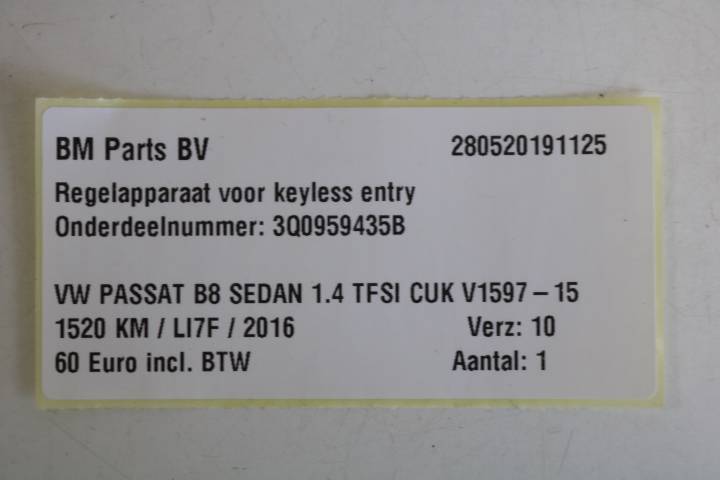 BM Parts BV 280520191125
Regelapparaat voor keyless entry
Onderdeelnummer: 3Q0959435B
VW PASSAT B8 SEDAN 1.4 TFSI CUK V1597 – 15
1520 KM / LI7F / 2016 Verz: 10
60 Euro incl. BTW Aantal: 1